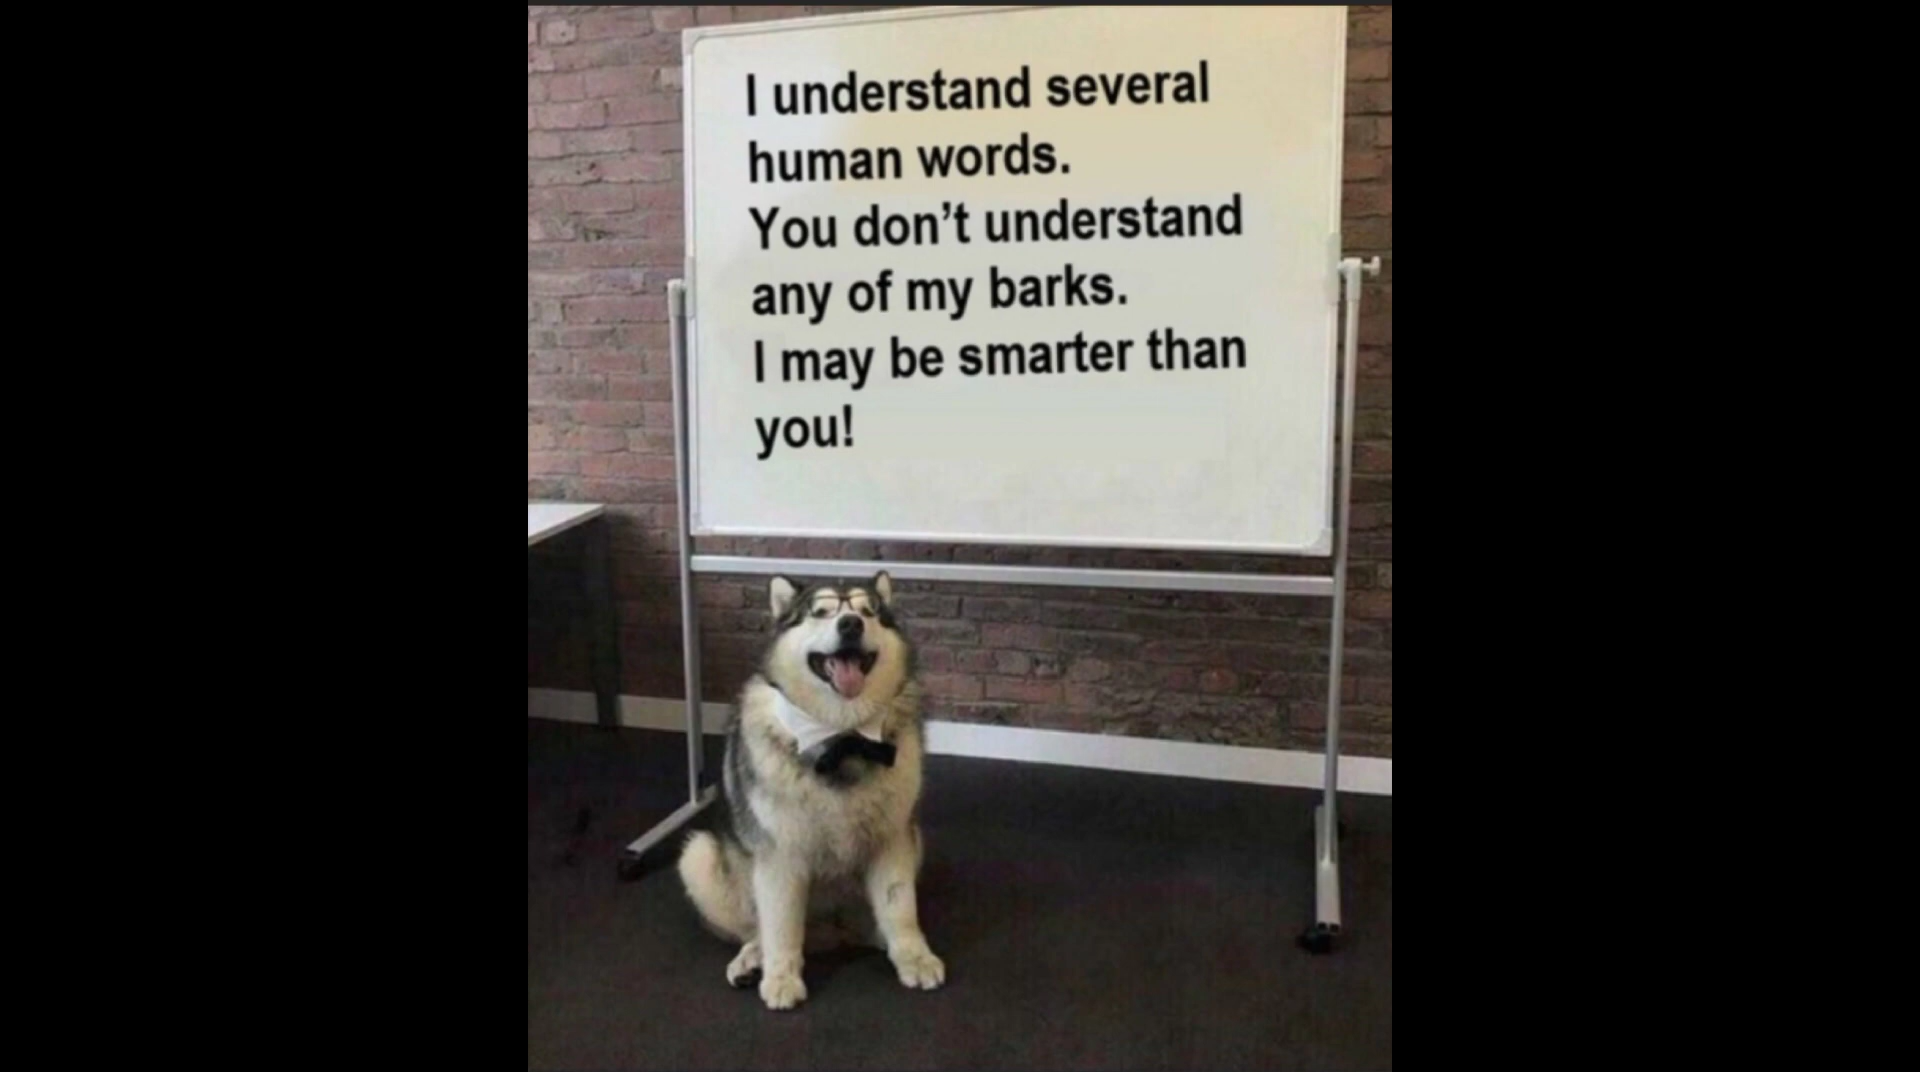 I understand several
human words.
You don’t understand
any of my barks.
I may be smarter than
you!